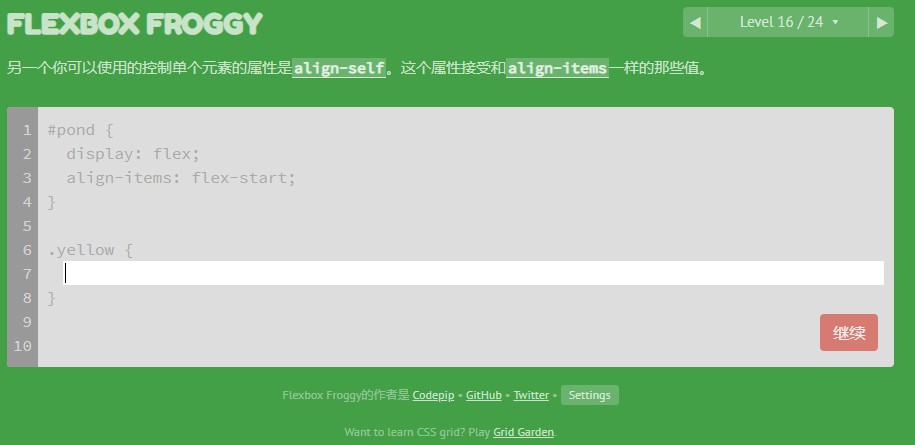 FLEXBOX FROGGY
◀ Level 16 / 24 ▾ ▶
另一个你可以使用的控制单个元素的属性是align-self。这个属性接受和align-items一样的那些值。
1 #pond {
2 display: flex;
3 align-items: flex-start;
4 }
5
6 .yellow {
7
8 }
9
10
继续
Flexbox Froggy的作者是 Codepip • GitHub • Twitter • Settings
Want to learn CSS grid? Play Grid Garden.